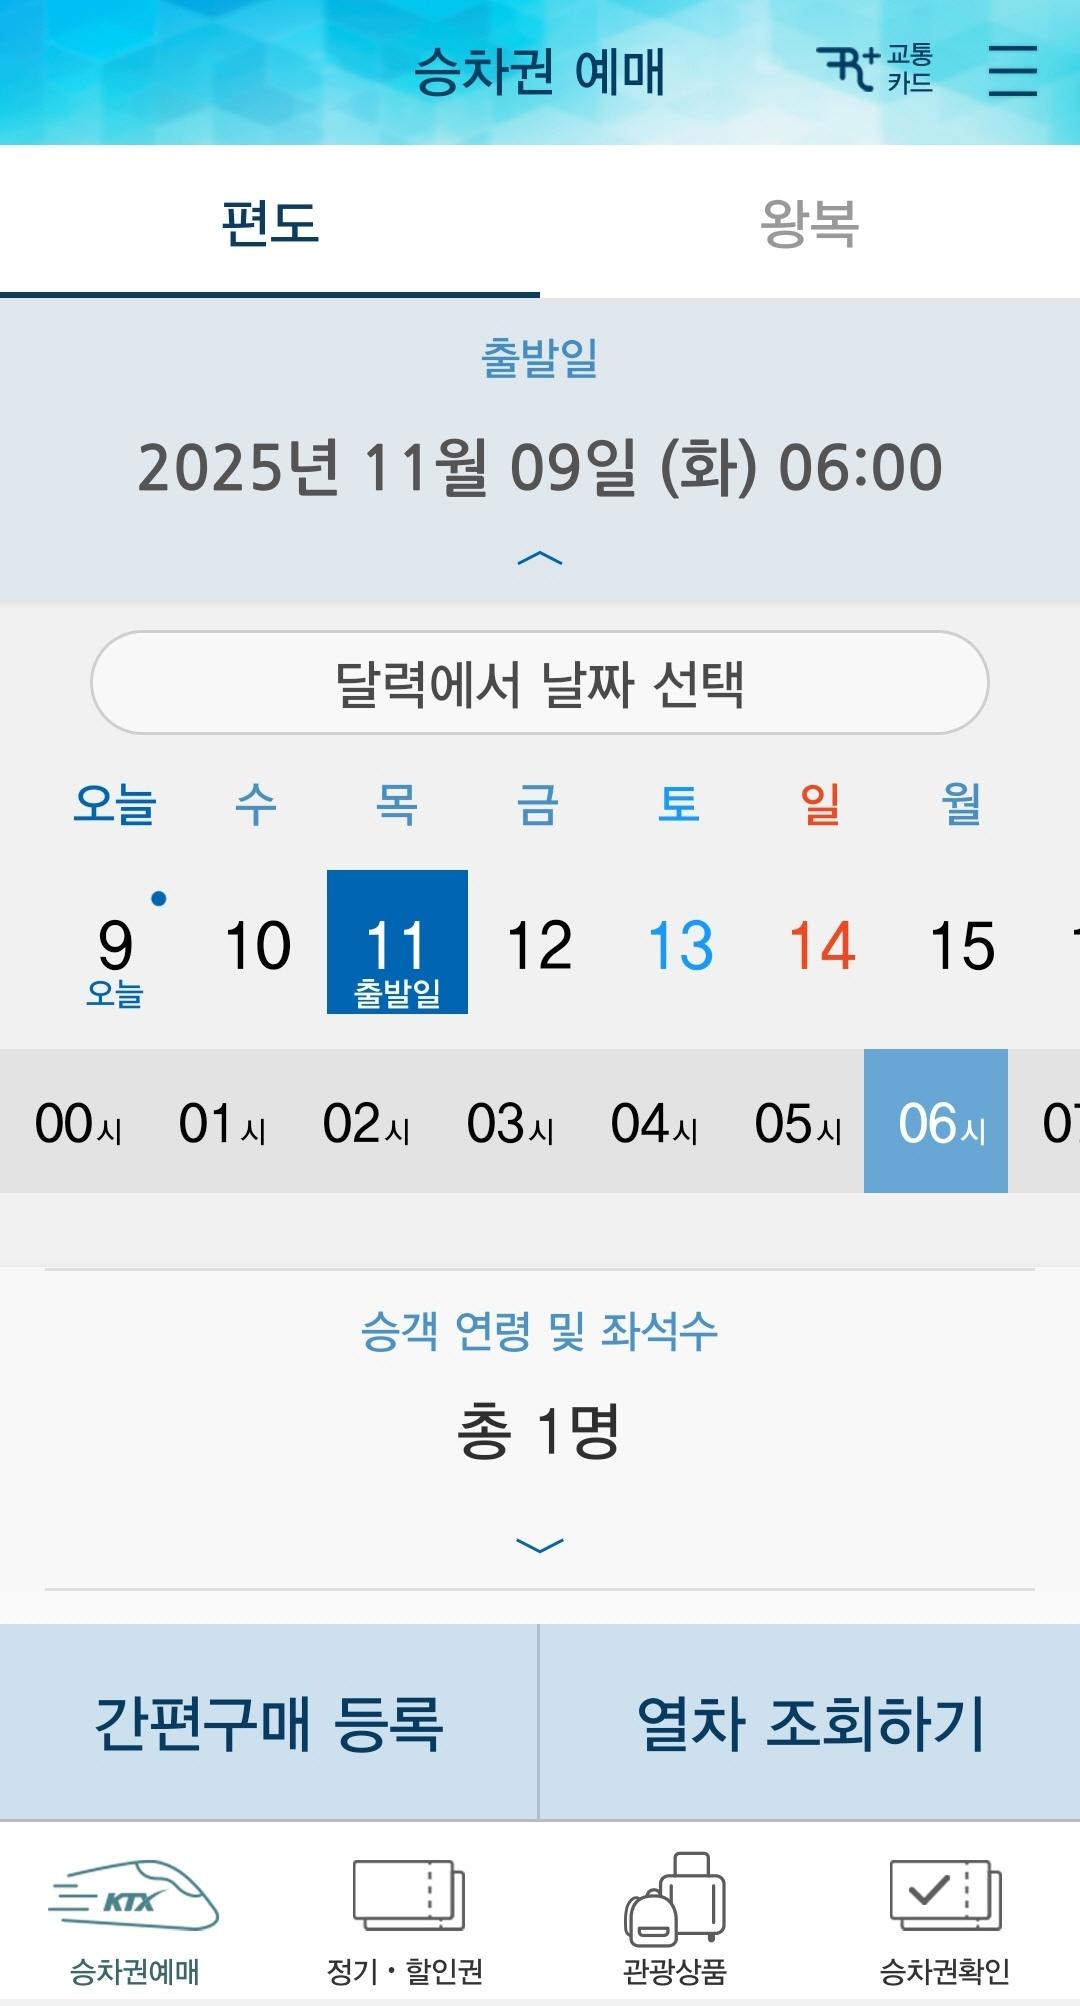 승차권 예매
R+ 교통
카드
편도 왕복
출발일
2025년 11월 09일 (화) 06:00
달력에서 날짜 선택
오늘 수 목 금 토 일 월
9 10 11 12 13 14 15
오늘 출발일
00시 01시 02시 03시 04시 05시 06시 07
승객 연령 및 좌석수
총 1명
간편구매 등록 열차 조회하기
KTX
승차권예매 정기·할인권 관광상품 승차권확인